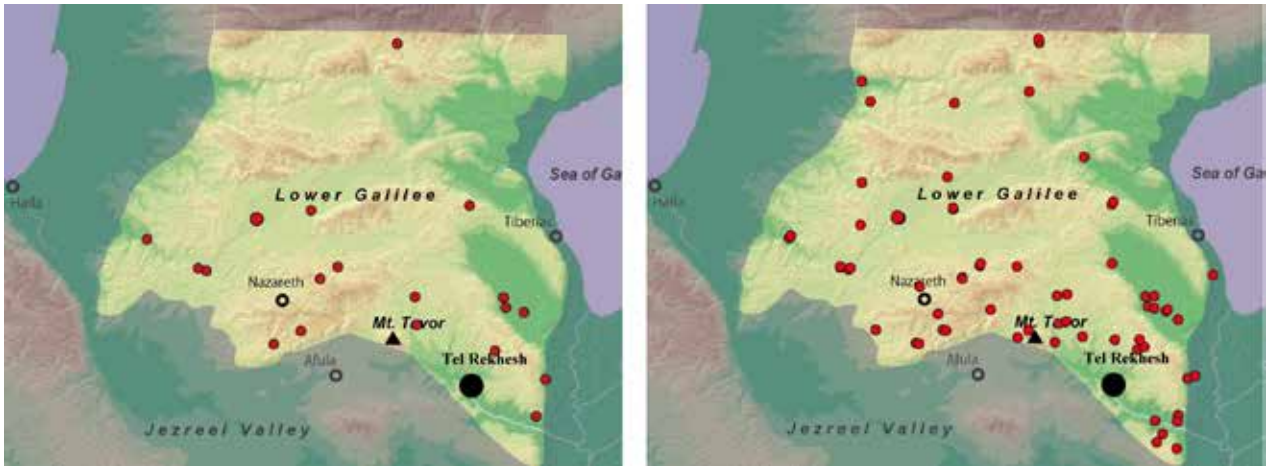 Sea of Ga
Lower Galilee
Haifa
Tiberias
Nazareth
Mt. Tavor
Tel Rekhesh
Afula
Jezreel Valley
Sea of Ga
Lower Galilee
Haifa
Tiberias
Nazareth
Mt. Tavor
Tel Rekhesh
Afula
Jezreel Valley